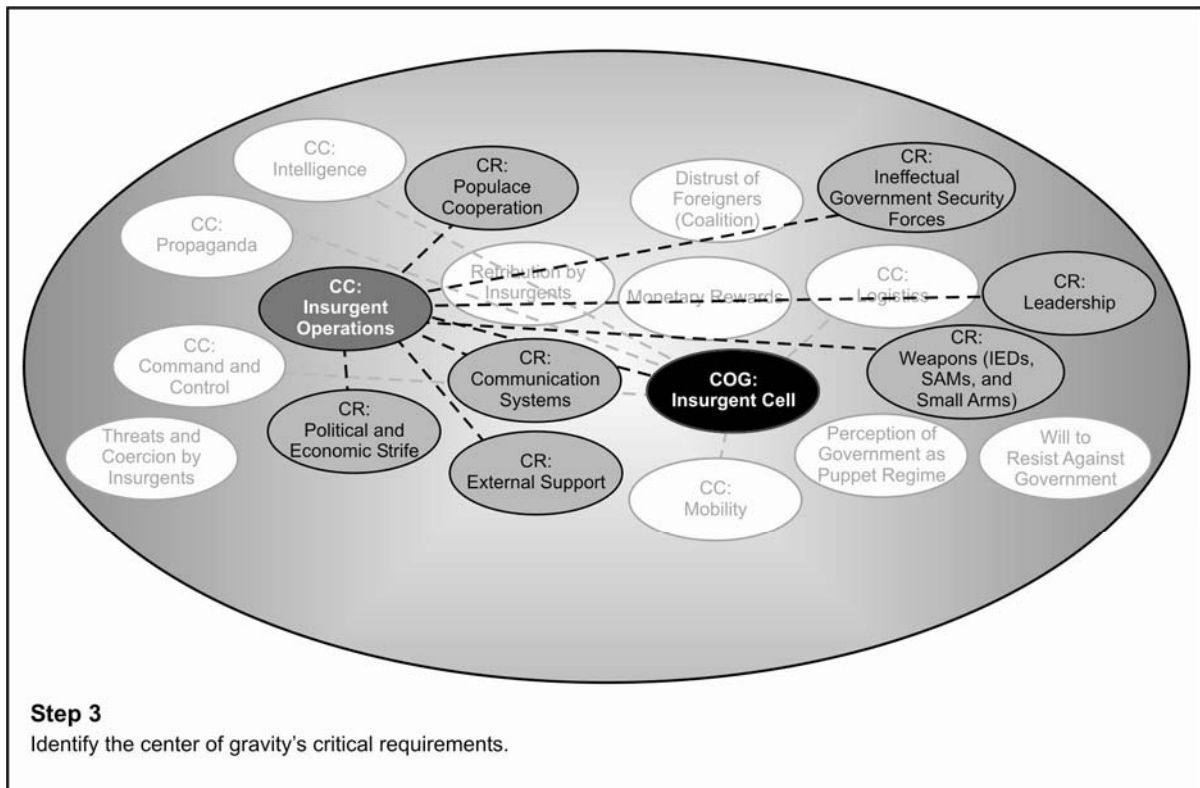 CC:
Intelligence
CR:
Populace
Cooperation
Distrust of
Foreigners
(Coalition)
CR:
Ineffectual
Government Security
Forces
CC:
Propaganda
CC:
Insurgent
Operations
Retribution by
Insurgents
Monetary Rewards
CC:
Logistics
CR:
Leadership
CC:
Command and
Control
CR:
Communication
Systems
COG:
Insurgent Cell
CR:
Weapons (IEDs,
SAMs, and
Small Arms)
Threats and
Coercion by
Insurgents
CR:
Political and
Economic Strife
CR:
External Support
CC:
Mobility
Perception of
Government as
Puppet Regime
Will to
Resist Against
Government
Step 3
Identify the center of gravity’s critical requirements.